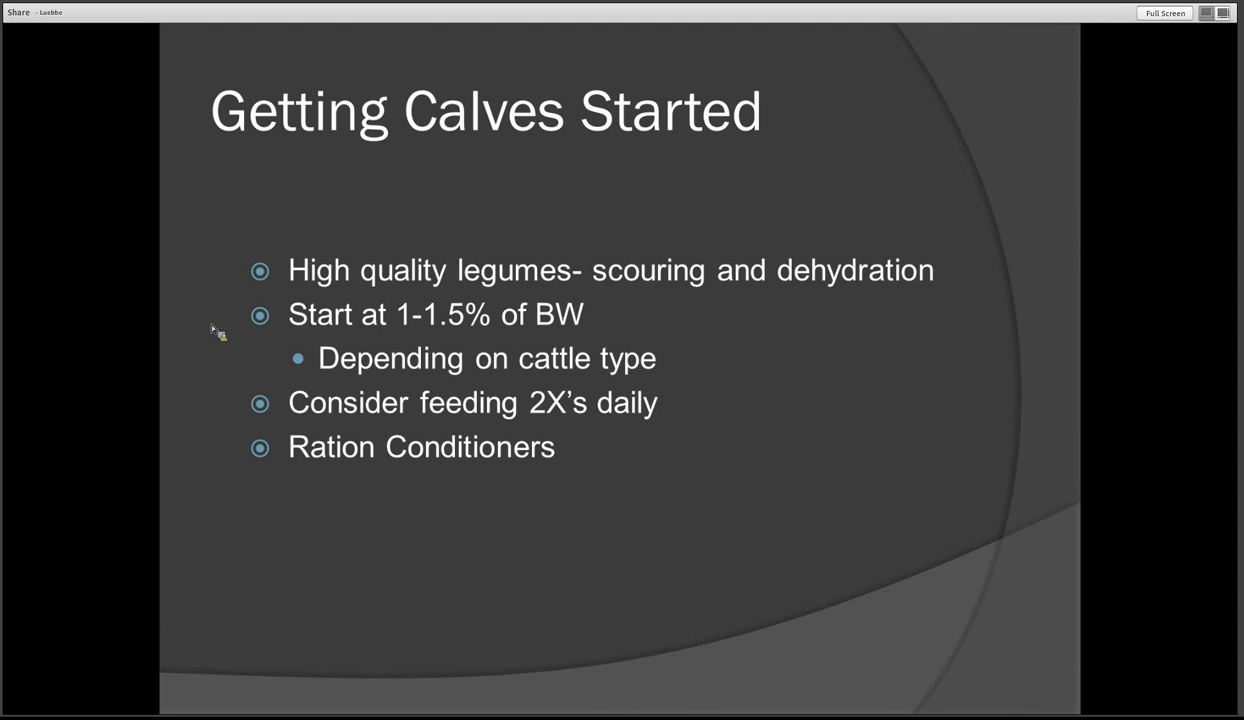 Share - Luebbe
Full Screen
Getting Calves Started
High quality legumes- scouring and dehydration
Start at 1-1.5% of BW
Depending on cattle type
Consider feeding 2X’s daily
Ration Conditioners